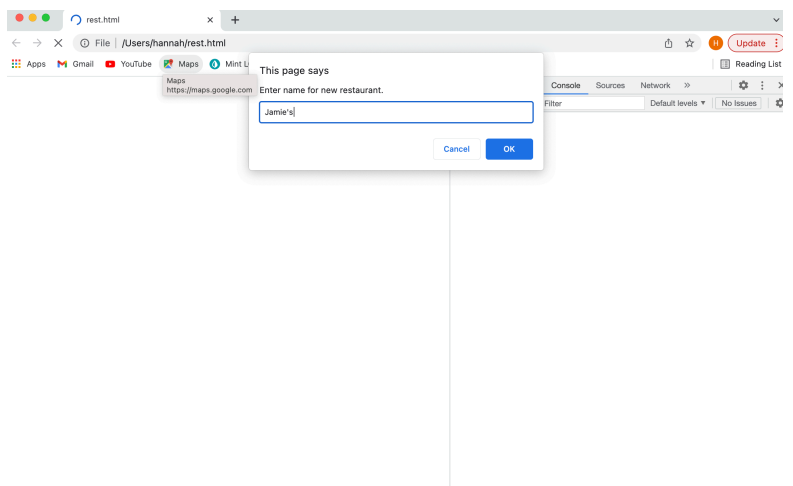 rest.html
File /Users/hannah/rest.html
H
Update
Apps Gmail YouTube Maps Mint
Reading List
Maps
https://maps.google.com
This page says
Enter name for new restaurant.
Jamie's
Cancel OK
Console Sources Network »
Filter Default levels ▼ No Issues